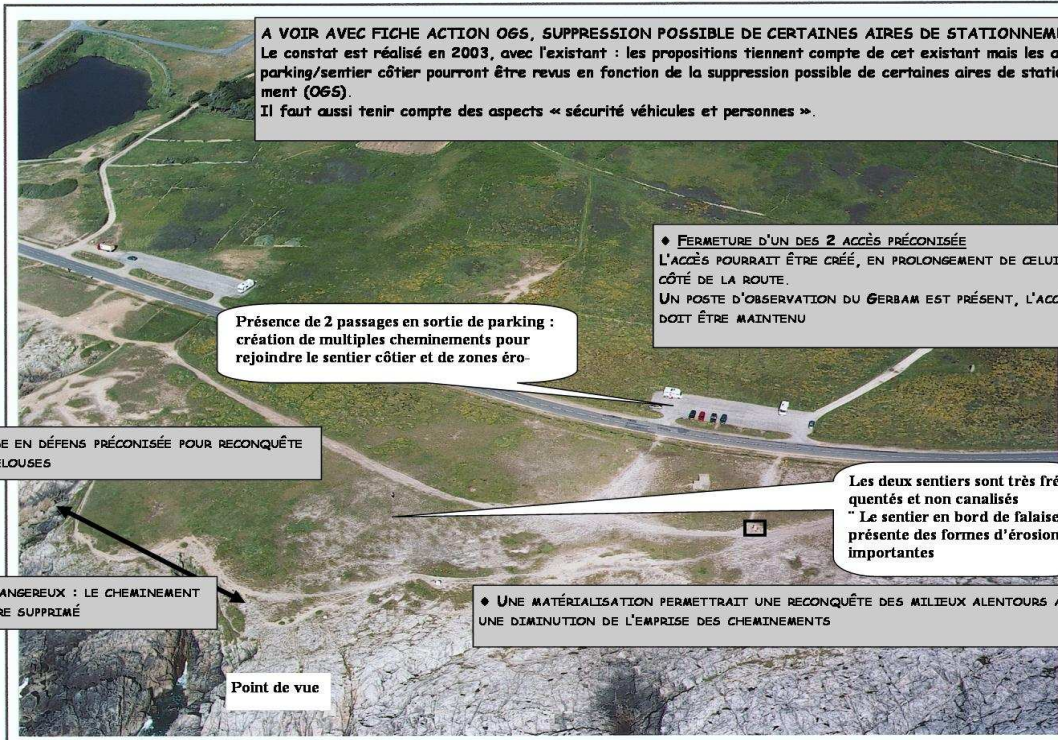 A VOIR AVEC FICHE ACTION OGS, SUPPRESSION POSSIBLE DE CERTAINES AIRES DE
Le constat est réalisé en 2003, avec l'existant : les propositions tiennent compte de cet existant mais les
parking/sentier côtier pourront être revus en fonction de la suppression possible de certaines aires de
ment (OGS).
Il faut aussi tenir compte des aspects « sécurité véhicules et personnes ».
♦ FERMETURE D'UN DES 2 ACCÈS PRÉCONISÉE
L'ACCÈS POURRAIT ÊTRE CRÉÉ, EN PROLONGEMENT DE CELUI
CÔTÉ DE LA ROUTE.
UN POSTE D'OBSERVATION DU GERBAM EST PRÉSENT, L'ACC
DOIT ÊTRE MAINTENU
Présence de 2 passages en sortie de parking :
création de multiples cheminements pour
rejoindre le sentier côtier et de zones éro-
SE EN DÉFENS PRÉCONISÉE POUR RECONQUÊTE
ELOUSES
Les deux sentiers sont très fré
quentés et non canalisés
¨ Le sentier en bord de falaise
présente des formes d'érosion
importantes
ANGEREUX : LE CHEMINEMENT
RE SUPPRIMÉ
♦ UNE MATÉRIALISATION PERMETTRAIT UNE RECONQUÊTE DES MILIEUX ALENTOURS A
UNE DIMINUTION DE L'EMPRISE DES CHEMINEMENTS
Point de vue